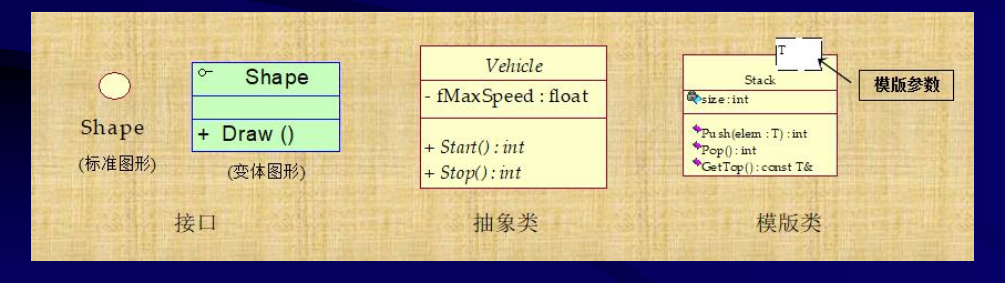 Shape
(标准图形)
Shape
+ Draw ()
(变体图形)
接口
Vehicle
- fMaxSpeed : float
+ Start() : int
+ Stop() : int
抽象类
T
Stack
size : int
Push(elem : T) : int
Pop() : int
GetTop() : const T&
模版参数
模版类